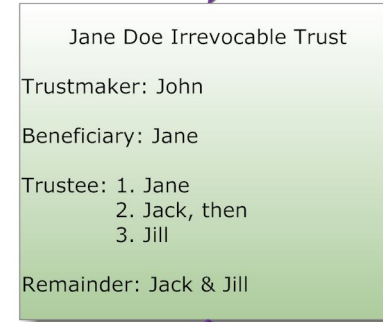 Jane Doe Irrevocable Trust
Trustmaker: John
Beneficiary: Jane
Trustee: 1. Jane
2. Jack, then
3. Jill
Remainder: Jack & Jill